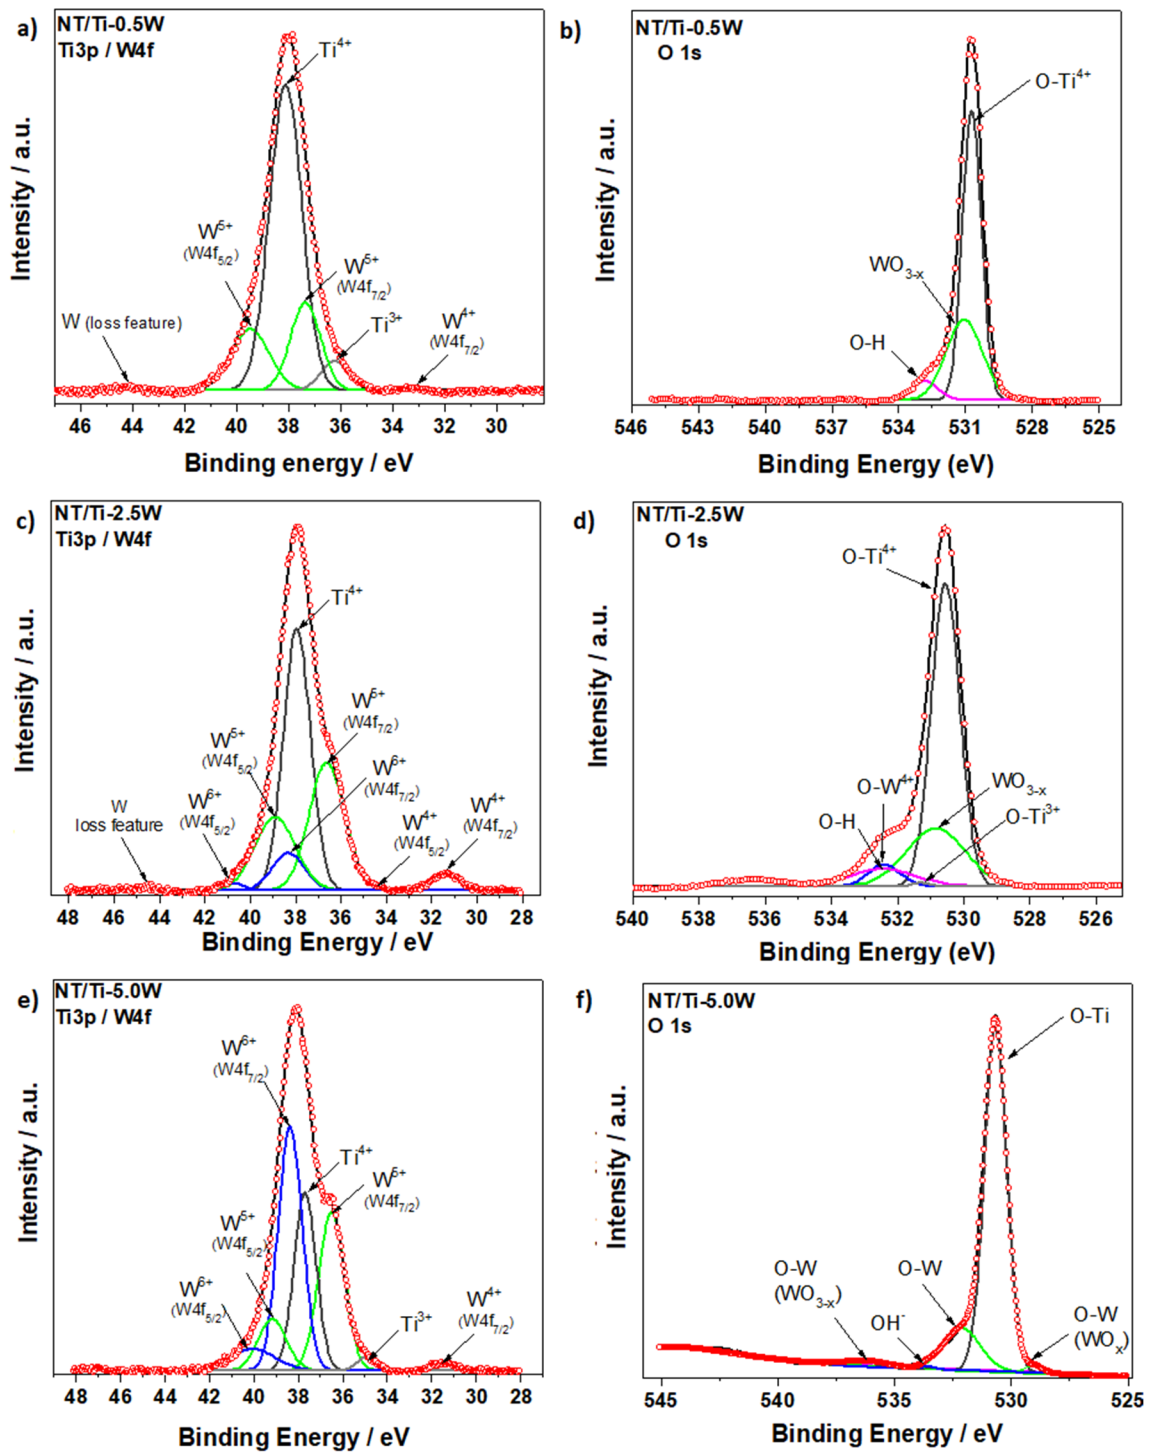 a)
NT/Ti-0.5W
Ti3p / W4f
Ti4+
W5+
(W4f5/2)
W5+
(W4f7/2)
Ti3+
W (loss feature)
W4+
(W4f7/2)
Intensity / a.u.
46 44 42 40 38 36 34 32 30
Binding energy / eV
b)
NT/Ti-0.5W
O 1s
O-Ti4+
WO3-x
O-H
Intensity / a.u.
546 543 540 537 534 531 528 525
Binding Energy (eV)
c)
NT/Ti-2.5W
Ti3p / W4f
Ti4+
W5+
(W4f7/2)
W5+
(W4f5/2)
W6+
(W4f7/2)
W6+
(W4f5/2)
W
loss feature
W4+
(W4f5/2)
W4+
(W4f7/2)
Intensity / a.u.
48 46 44 42 40 38 36 34 32 30 28
Binding Energy / eV
d)
NT/Ti-2.5W
O 1s
O-Ti4+
O-W4+
WO3-x
O-H
O-Ti3+
Intensity / a.u.
540 538 536 534 532 530 528 526
Binding Energy (eV)
e)
NT/Ti-5.0W
Ti3p / W4f
W6+
(W4f7/2)
Ti4+
W5+
(W4f7/2)
W5+
(W4f5/2)
W6+
(W4f5/2)
Ti3+
W4+
(W4f7/2)
Intensity / a.u.
48 46 44 42 40 38 36 34 32 30 28
Binding Energy / eV
f)
NT/Ti-5.0W
O 1s
O-Ti
O-W
(WO3-x)
O-W
OH-
O-W
(WOx)
Intensity / a.u.
545 540 535 530 525
Binding Energy / eV